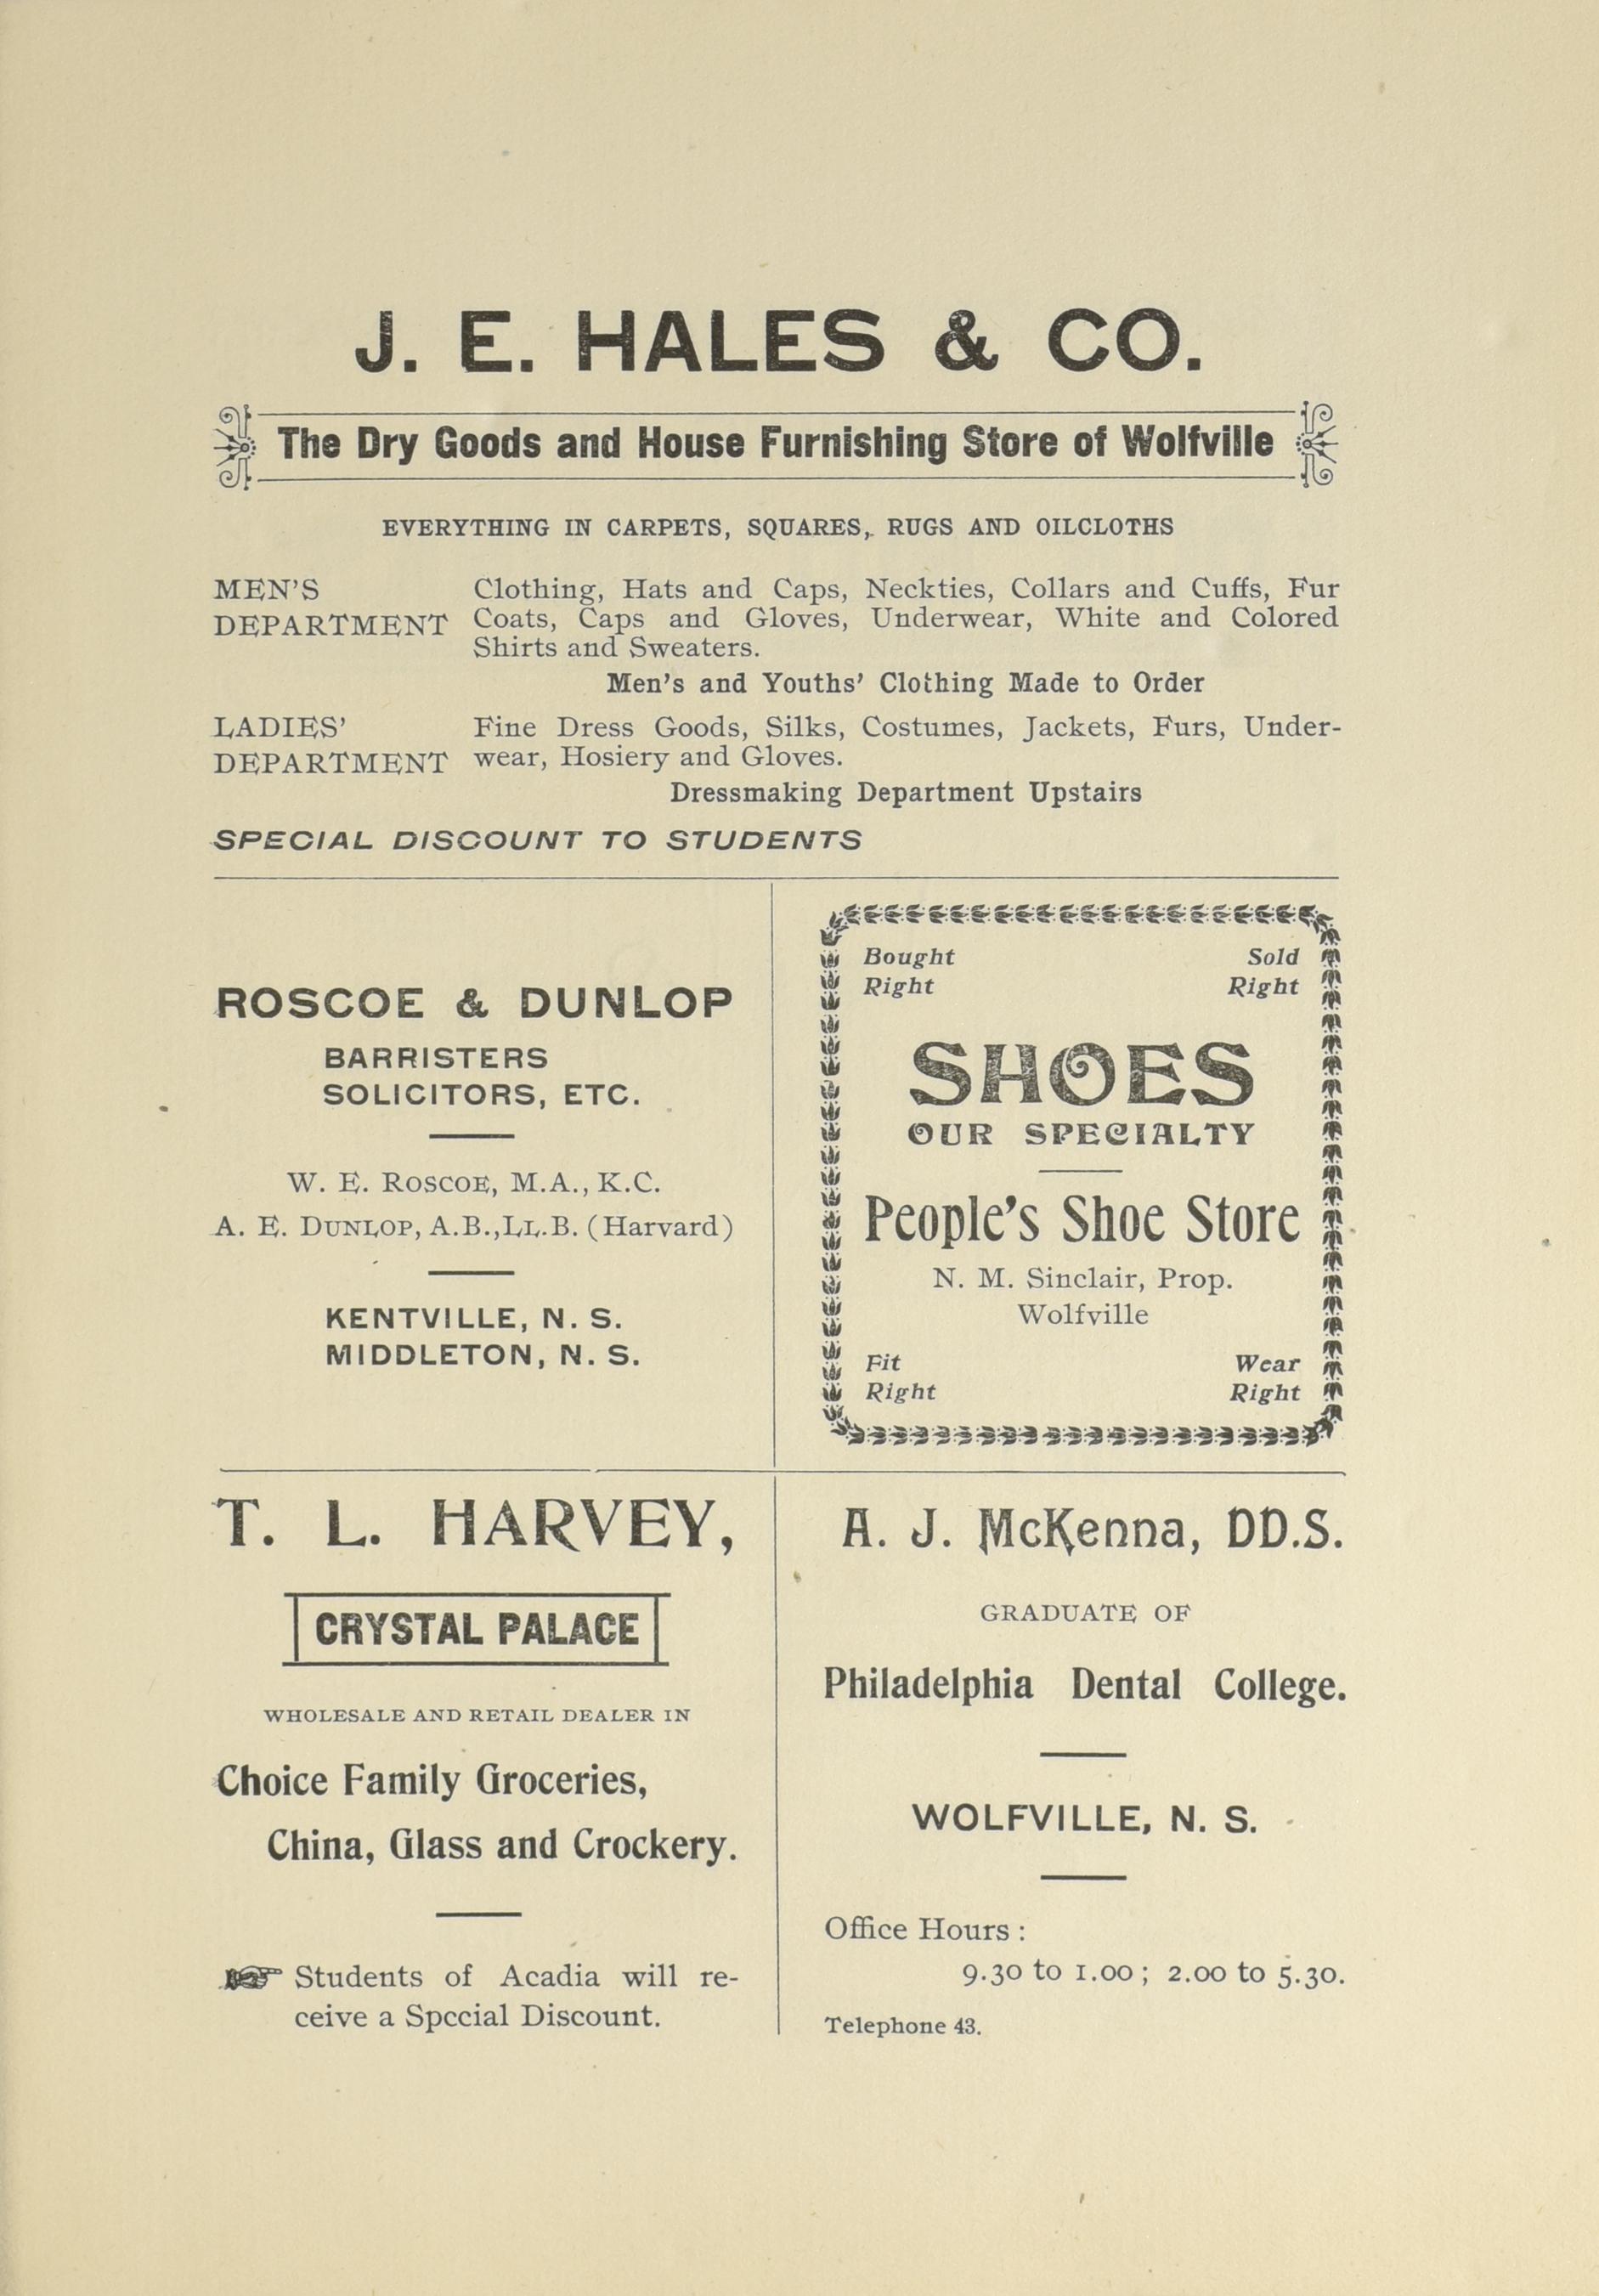 J. E. HALES & CO.
The Dry Goods and House Furnishing Store of Wolfville
EVERYTHING IN CARPETS, SQUARES, RUGS AND OILCLOTHS
MEN'S
DEPARTMENT
Clothing, Hats and Caps, Neckties, Collars and Cuffs, Fur
Coats, Caps and Gloves, Underwear, White and Colored
Shirts and Sweaters.
Men's and Youths' Clothing Made to Order
LADIES'
DEPARTMENT
Fine Dress Goods, Silks, Costumes, Jackets, Furs, Under-
wear, Hosiery and Gloves.
Dressmaking Department Upstairs
SPECIAL DISCOUNT TO STUDENTS
ROSCOE & DUNLOP
BARRISTERS
SOLICITORS, ETC.
W. E. ROSCOE, M.A., K.C.
A. E. DUNLOP, A.B., LL.B. (Harvard)
KENTVILLE, N. S.
MIDDLETON, N. S.
Bought Right
Sold Right
SHOES
OUR SPECIALTY
People's Shoe Store
N. M. Sinclair, Prop.
Wolfville
Fit Right
Wear Right
T. L. HARVEY,
CRYSTAL PALACE
WHOLESALE AND RETAIL DEALER IN
Choice Family Groceries,
China, Glass and Crockery.
☞ Students of Acadia will re-
ceive a Special Discount.
A. J. McKenna, DD.S.
GRADUATE OF
Philadelphia Dental College.
WOLFVILLE, N. S.
Office Hours :
9.30 to 1.00 ; 2.00 to 5.30.
Telephone 43.